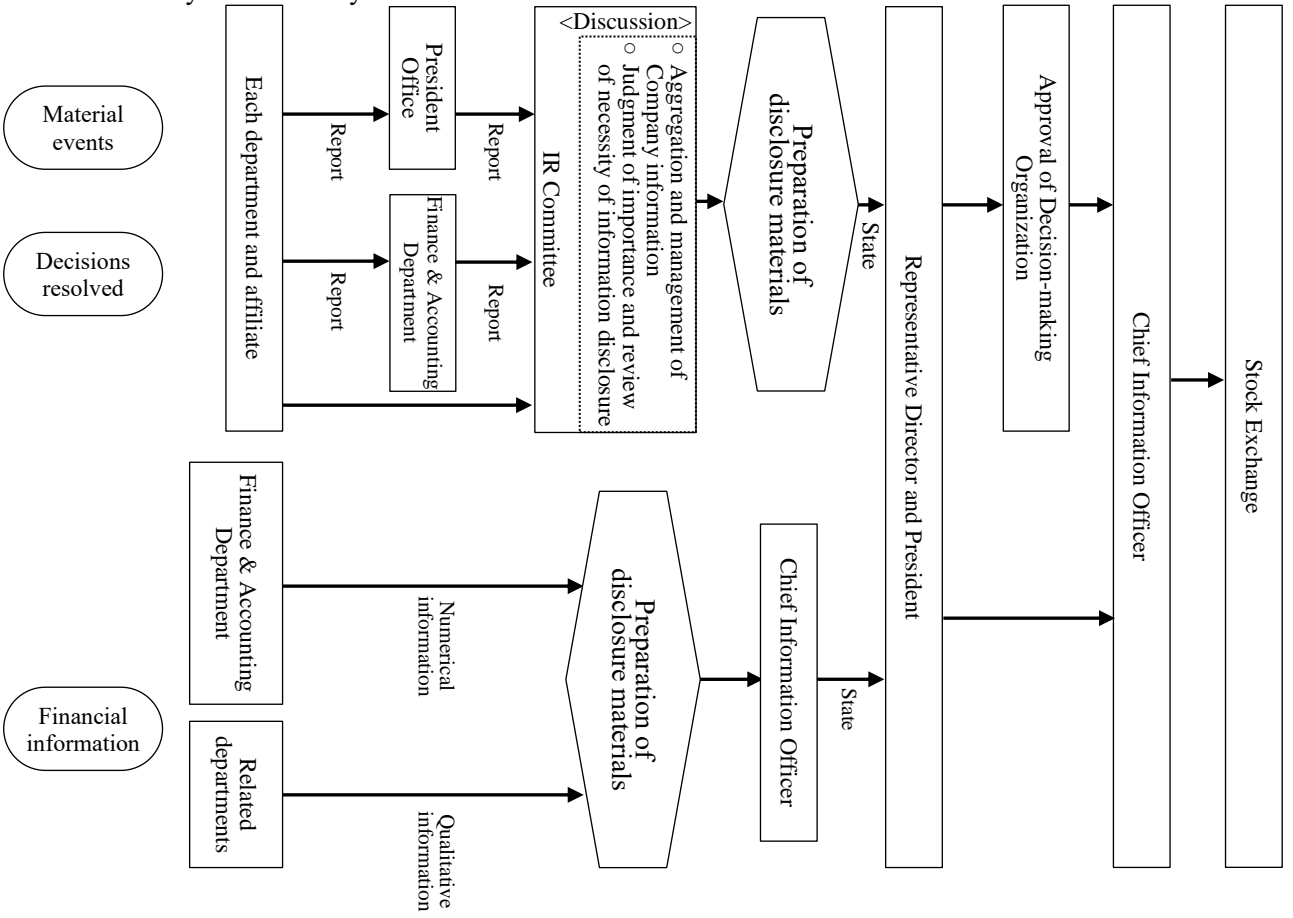 Material
events
Decisions
resolved
Financial
information
Each department and affiliate
Report
Report
President
Office
Finance & Accounting
Department
Report
Report
IR Committee
<Discussion>
○ Aggregation and management of
Company information
○ Judgment of importance and review
of necessity of information disclosure
Preparation of
disclosure materials
State
Finance & Accounting
Department
Related
departments
Numerical
information
Qualitative
information
Preparation of
disclosure materials
Chief Information Officer
State
Representative Director and President
Approval of Decision-making
Organization
Chief Information Officer
Stock Exchange